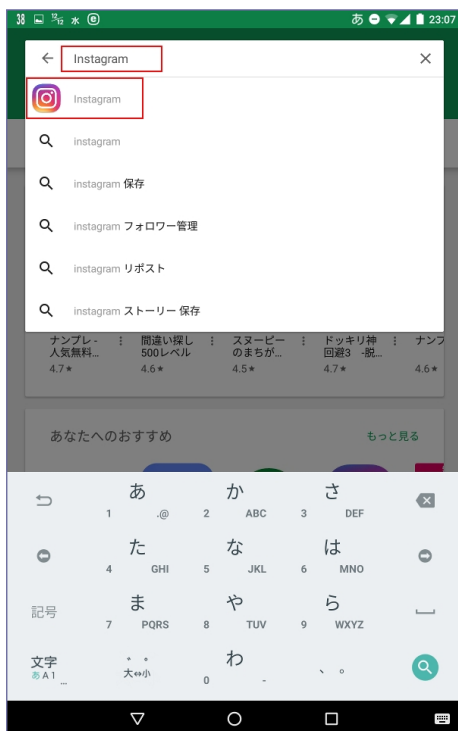 38 12/12 あ 23:07
Instagram
Instagram
instagram
instagram 保存
instagram フォロワー管理
instagram リポスト
instagram ストーリー 保存
ナンプレ - 人気無料... 4.7★
間違い探し 500レベル 4.6★
スヌーピー のまちが... 4.5★
ドッキリ神 回避3 -脱... 4.7★
ナンプ 4.6★
あなたへのおすすめ もっと見る
あ 1 .@ か 2 ABC さ 3 DEF
た 4 GHI な 5 JKL は 6 MNO
記号 ま 7 PQRS や 8 TUV ら 9 WXYZ
文字 あA1 ... 大⇔小 わ 0 - 、。